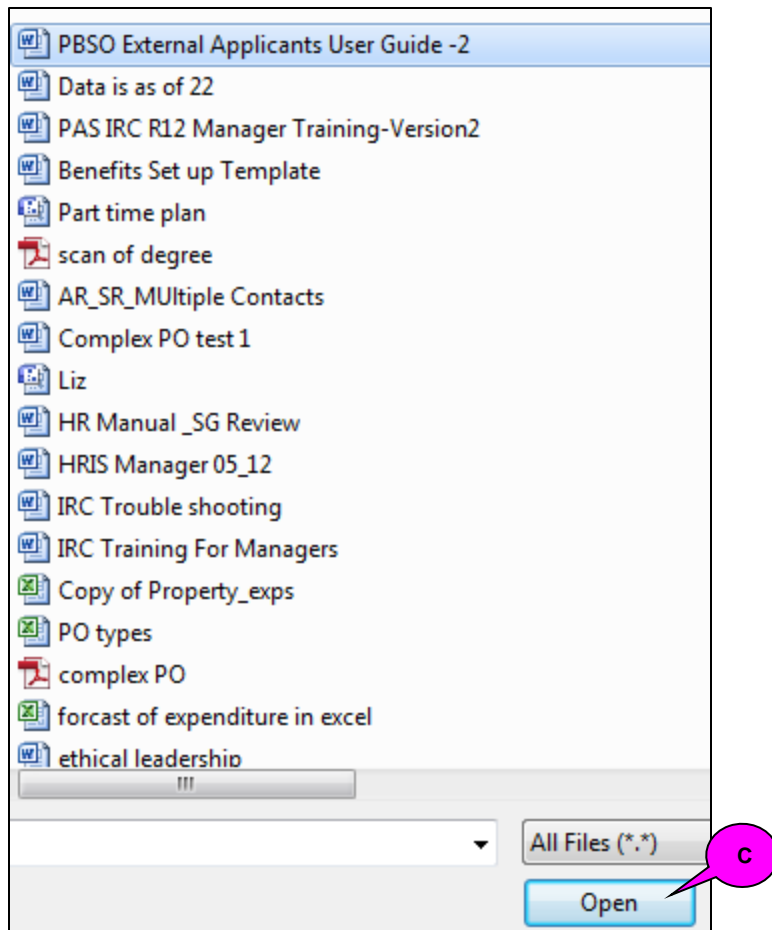 PBSO External Applicants User Guide -2
Data is as of 22
PAS IRC R12 Manager Training-Version2
Benefits Set up Template
Part time plan
scan of degree
AR_SR_MUltiple Contacts
Complex PO test 1
Liz
HR Manual _SG Review
HRIS Manager 05_12
IRC Trouble shooting
IRC Training For Managers
Copy of Property_exps
PO types
complex PO
forcast of expenditure in excel
ethical leadership
All Files (*.*)
C
Open